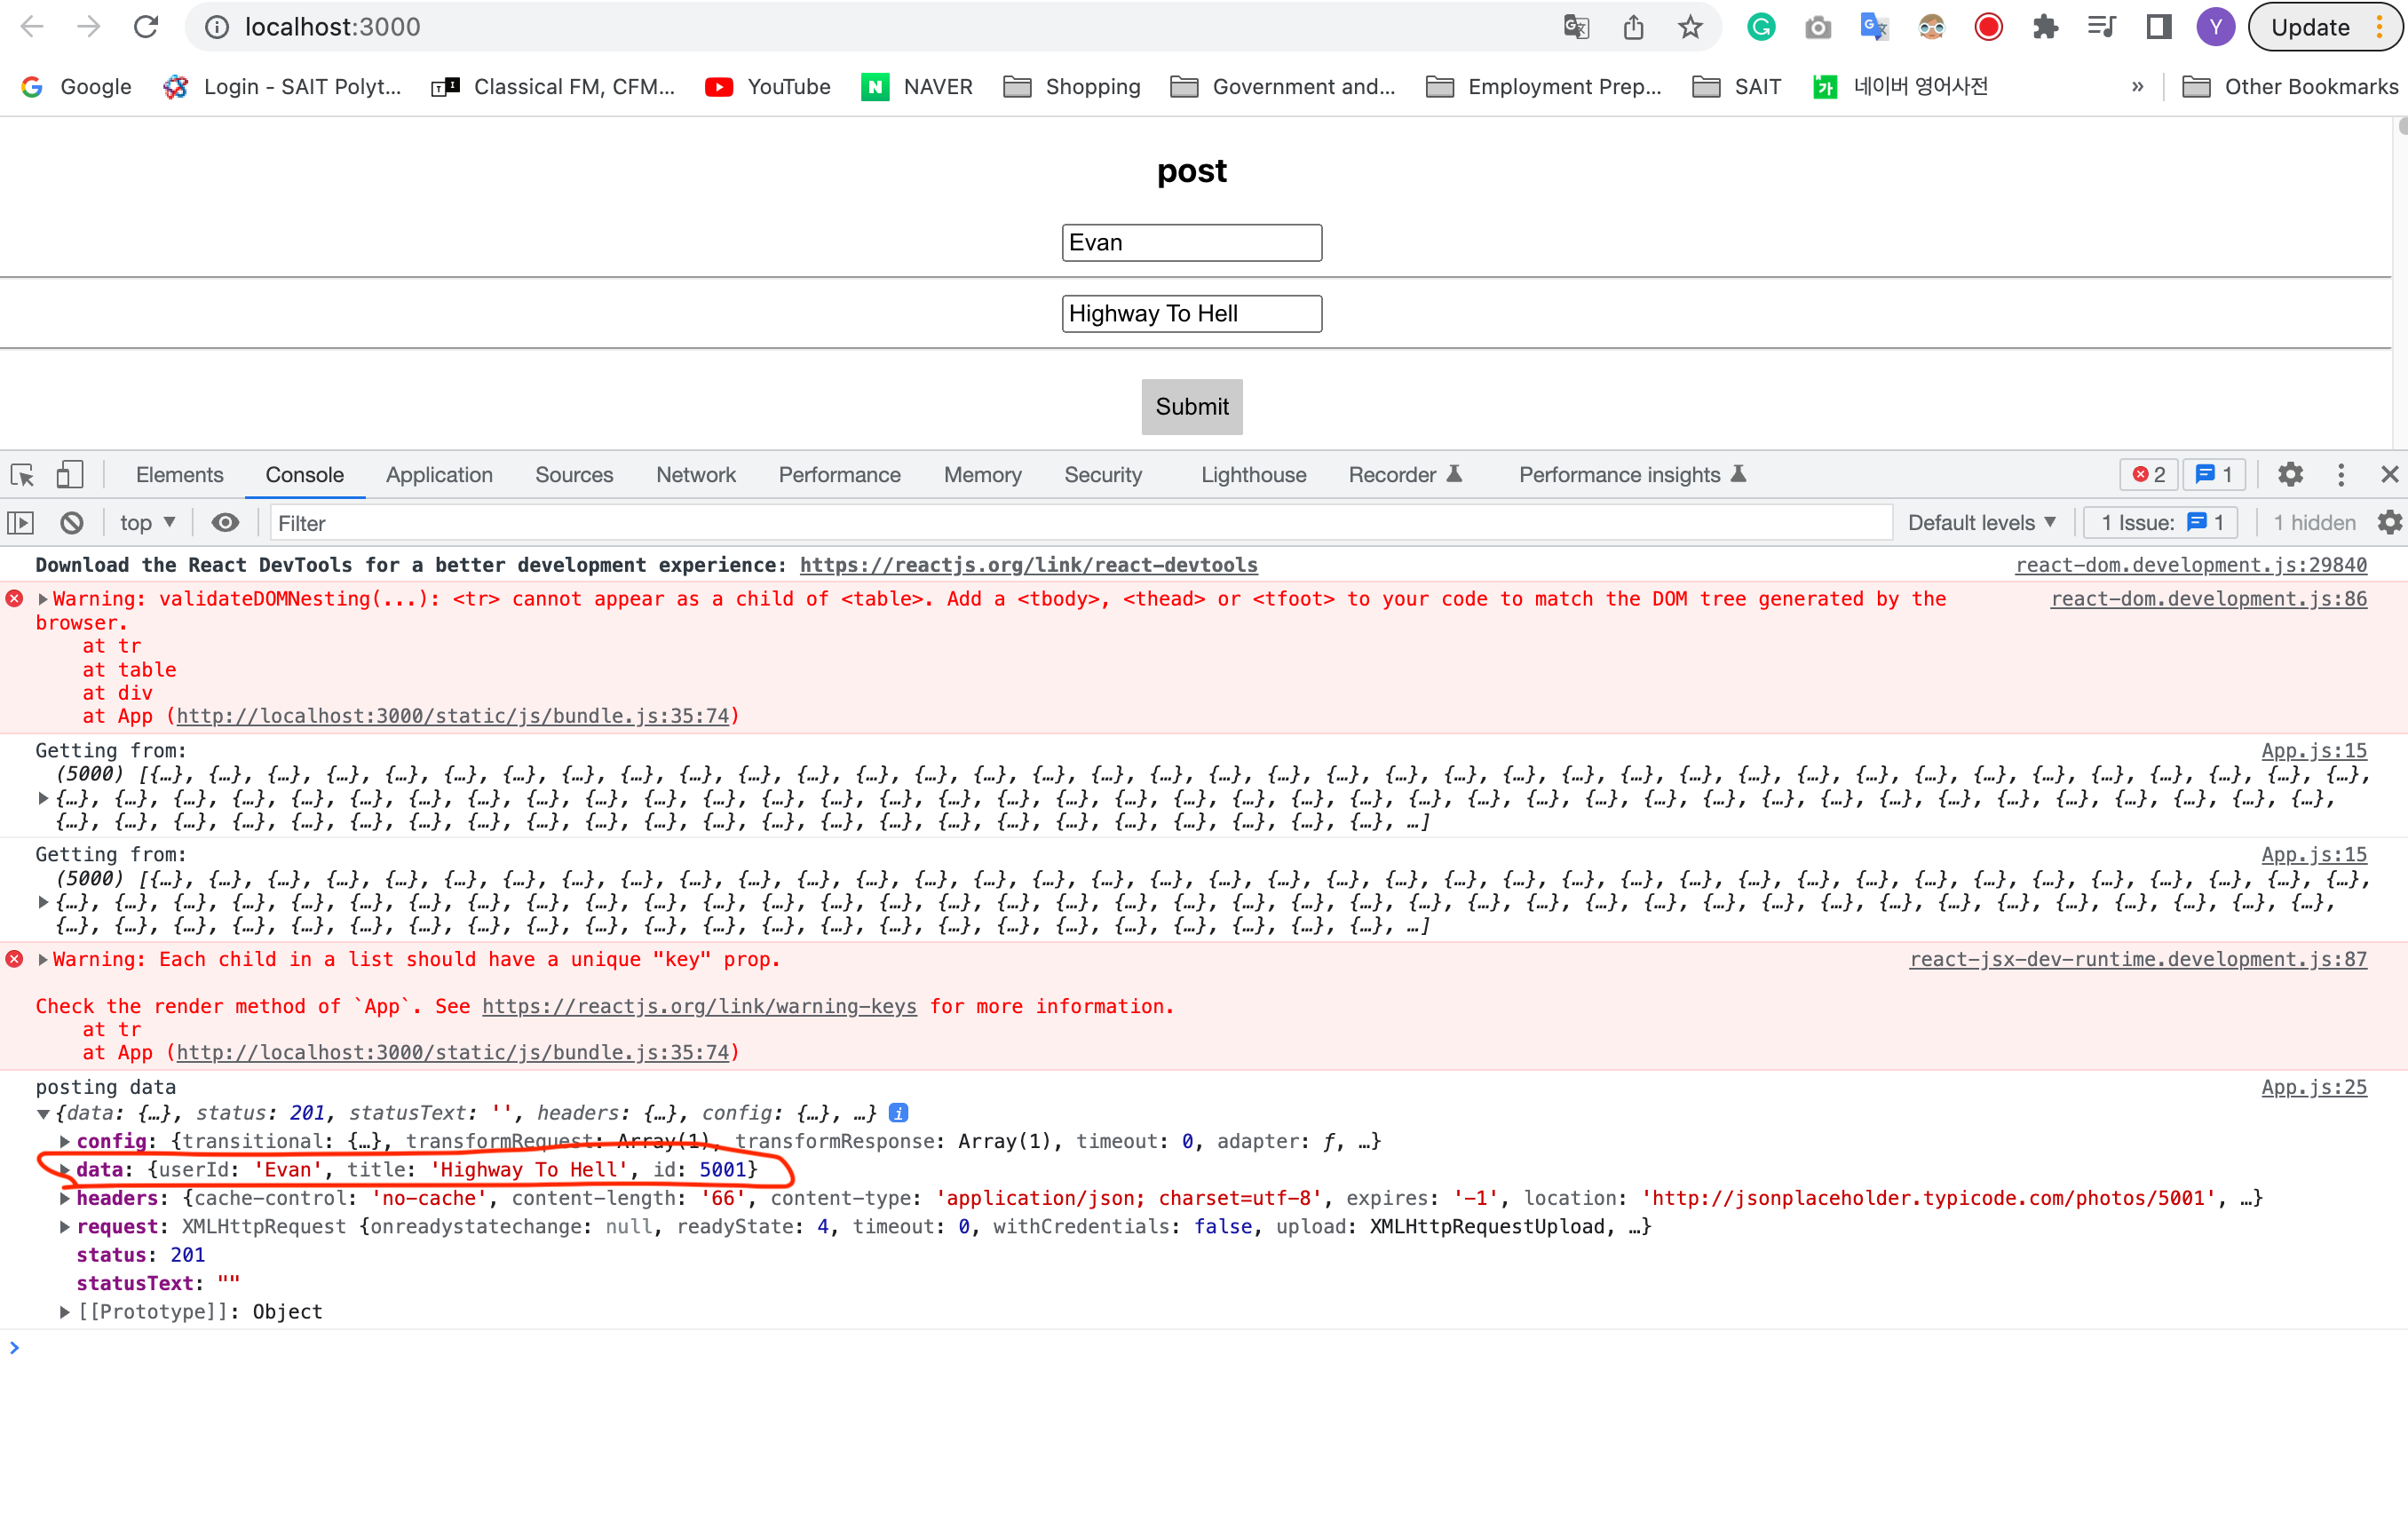 localhost:3000
Y
Update
Google
Login - SAIT Polyt...
Classical FM, CFM...
YouTube
NAVER
Shopping
Government and...
Employment Prep...
SAIT
네이버 영어사전
»
Other Bookmarks
post
Evan
Highway To Hell
Submit
Elements
Console
Application
Sources
Network
Performance
Memory
Security
Lighthouse
Recorder
Performance insights
2
1
top
Filter
Default levels
1 Issue: 1
1 hidden
Download the React DevTools for a better development experience: https://reactjs.org/link/react-devtools react-dom.development.js:29840
Warning: validateDOMNesting(...): <tr> cannot appear as a child of <table>. Add a <tbody>, <thead> or <tfoot> to your code to match the DOM tree generated by the react-dom.development.js:86
browser.
at tr
at table
at div
at App (http://localhost:3000/static/js/bundle.js:35:74)
Getting from: App.js:15
(5000) [{…}, {…}, {…}, {…}, {…}, {…}, {…}, {…}, {…}, {…}, {…}, {…}, {…}, {…}, {…}, {…}, {…}, {…}, {…}, {…}, {…}, {…}, {…}, {…}, {…}, {…}, {…}, {…}, {…}, {…}, {…}, {…}, {…}, {…}, {…}, {…}, {…}, {…},
{…}, {…}, {…}, {…}, {…}, {…}, {…}, {…}, {…}, {…}, {…}, {…}, {…}, {…}, {…}, {…}, {…}, {…}, {…}, {…}, {…}, {…}, {…}, {…}, {…}, {…}, {…}, {…}, {…}, {…}, {…}, {…}, {…}, {…}, {…}, {…}, {…}, {…}, {…},
{…}, {…}, {…}, {…}, {…}, {…}, {…}, {…}, {…}, {…}, {…}, {…}, {…}, {…}, {…}, {…}, {…}, {…}, {…}, {…}, {…}, {…}, {…}, …]
Getting from: App.js:15
(5000) [{…}, {…}, {…}, {…}, {…}, {…}, {…}, {…}, {…}, {…}, {…}, {…}, {…}, {…}, {…}, {…}, {…}, {…}, {…}, {…}, {…}, {…}, {…}, {…}, {…}, {…}, {…}, {…}, {…}, {…}, {…}, {…}, {…}, {…}, {…}, {…}, {…}, {…},
{…}, {…}, {…}, {…}, {…}, {…}, {…}, {…}, {…}, {…}, {…}, {…}, {…}, {…}, {…}, {…}, {…}, {…}, {…}, {…}, {…}, {…}, {…}, {…}, {…}, {…}, {…}, {…}, {…}, {…}, {…}, {…}, {…}, {…}, {…}, {…}, {…}, {…}, {…},
{…}, {…}, {…}, {…}, {…}, {…}, {…}, {…}, {…}, {…}, {…}, {…}, {…}, {…}, {…}, {…}, {…}, {…}, {…}, {…}, {…}, {…}, {…}, …]
Warning: Each child in a list should have a unique "key" prop. react-jsx-dev-runtime.development.js:87
Check the render method of `App`. See https://reactjs.org/link/warning-keys for more information.
at tr
at App (http://localhost:3000/static/js/bundle.js:35:74)
posting data App.js:25
{data: {…}, status: 201, statusText: '', headers: {…}, config: {…}, …} i
config: {transitional: {…}, transformRequest: Array(1), transformResponse: Array(1), timeout: 0, adapter: ƒ, …}
data: {userId: 'Evan', title: 'Highway To Hell', id: 5001}
headers: {cache-control: 'no-cache', content-length: '66', content-type: 'application/json; charset=utf-8', expires: '-1', location: 'http://jsonplaceholder.typicode.com/photos/5001', …}
request: XMLHttpRequest {onreadystatechange: null, readyState: 4, timeout: 0, withCredentials: false, upload: XMLHttpRequestUpload, …}
status: 201
statusText: ""
[[Prototype]]: Object